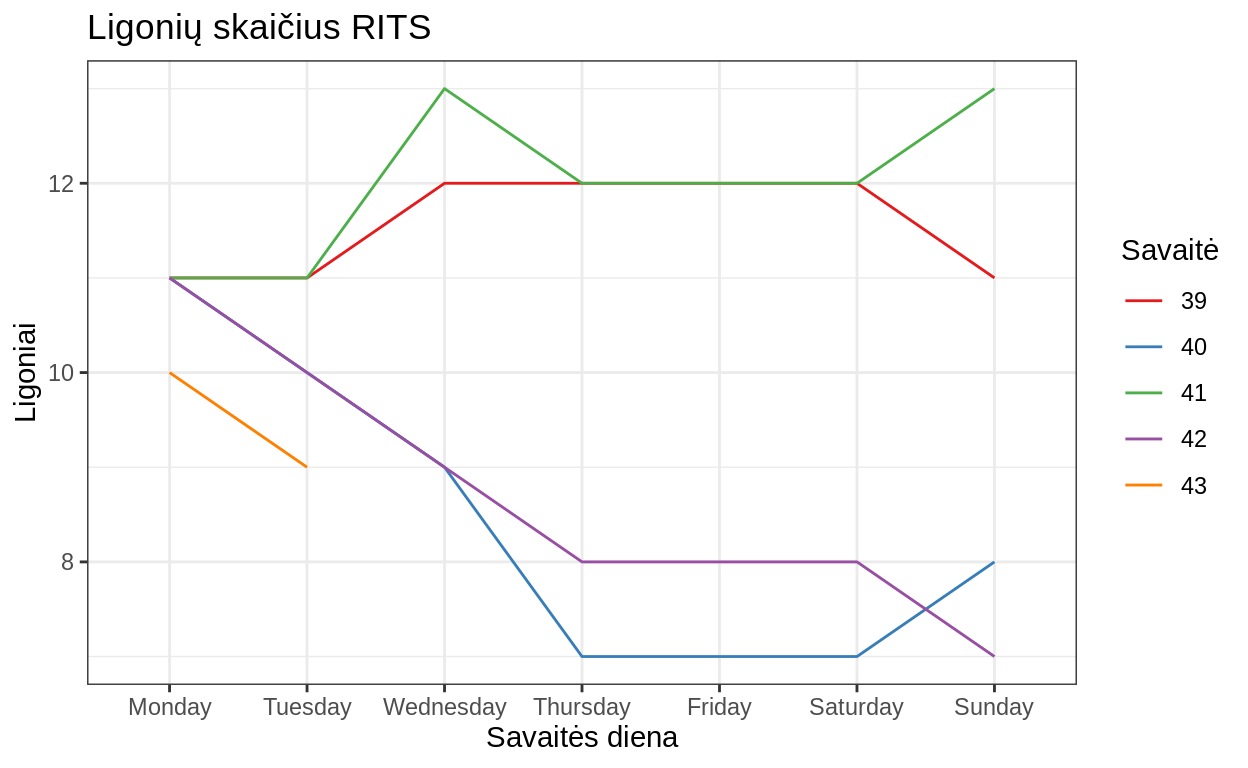 Ligonių skaičius RITS
Ligoniai
12
10
8
Monday Tuesday Wednesday Thursday Friday Saturday Sunday
Savaitės diena
Savaitė
39
40
41
42
43